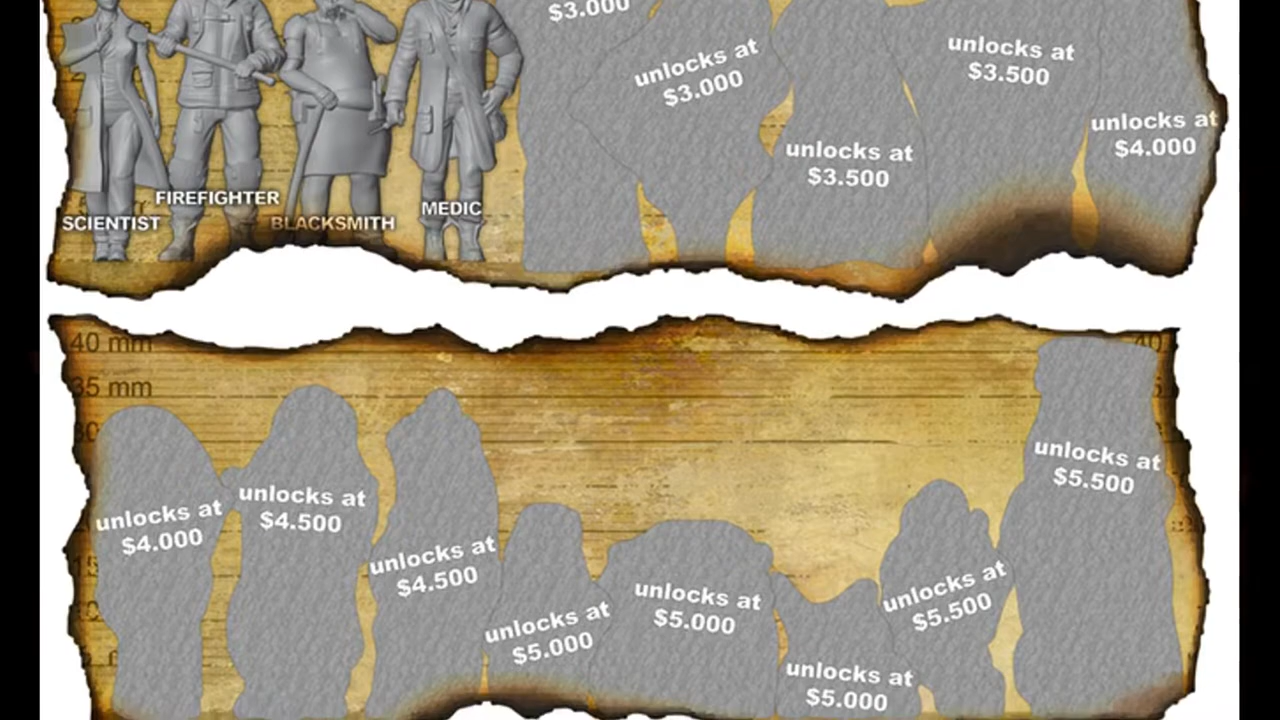 $3.000
unlocks at
$3.000
unlocks at
$3.500
unlocks at
$3.500
unlocks at
$4.000
SCIENTIST
FIREFIGHTER
BLACKSMITH
MEDIC
40 mm
40
35 mm
unlocks at
$4.000
unlocks at
$4.500
unlocks at
$4.500
unlocks at
$5.000
unlocks at
$5.000
unlocks at
$5.000
unlocks at
$5.500
unlocks at
$5.500